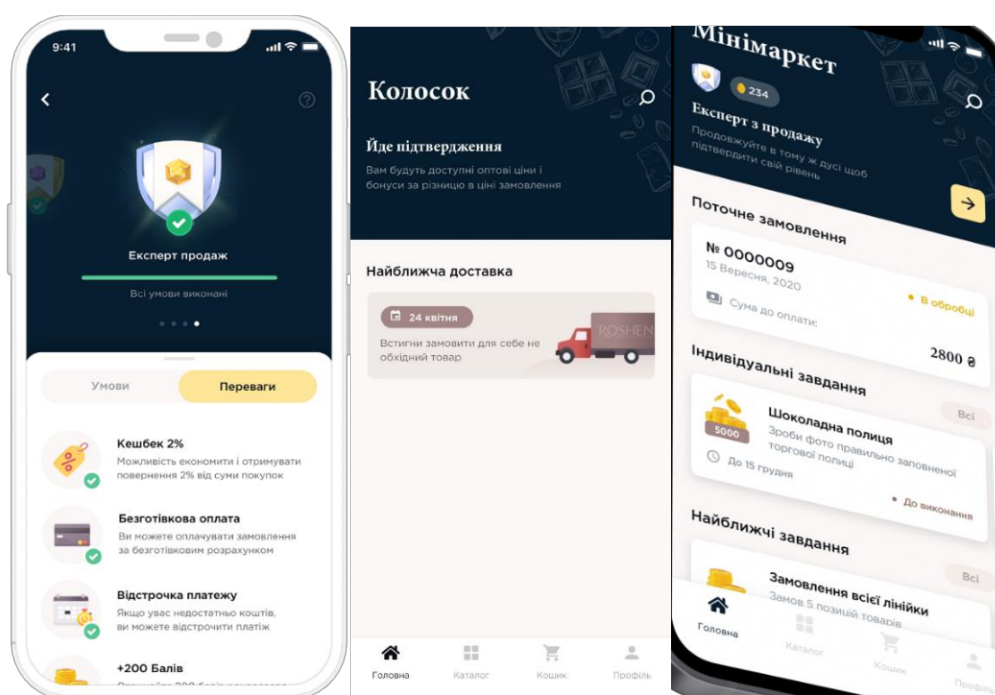 9:41
Експерт продаж
Всі умови виконані
Умови
Переваги
Кешбек 2%
Можливість економити і отримувати
повернення 2% від суми покупок
Безготівкова оплата
Ви можете оплачувати замовлення
за безготівковим розрахунком
Відстрочка платежу
Якщо увас недостатньо коштів,
ви можете відстрочити платіж
+200 Балів
Колосок
Йде підтвердження
Вам будуть доступні оптові ціни і
бонуси за різницю в ціні замовлення
Найближча доставка
24 квітня
Встигни замовити для себе не
обхідний товар
ROSHEN
Головна
Каталог
Кошик
Профіль
Мінімаркет
234
Експерт з продажу
Продовжуйте в тому ж дусі щоб
підтвердити свій рівень
Поточне замовлення
№ 0000009
15 Вересня, 2020
В обробці
Сума до оплати:
2800 ₴
Індивідуальні завдання
Всі
5000
Шоколадна полиця
Зроби фото правильно заповненої
торгової полиці
До 15 грудня
До виконання
Найближчі завдання
Всі
Замовлення всієї лінійки
Замов 5 позицій товарів
Головна
Каталог
Кошик
Профіль